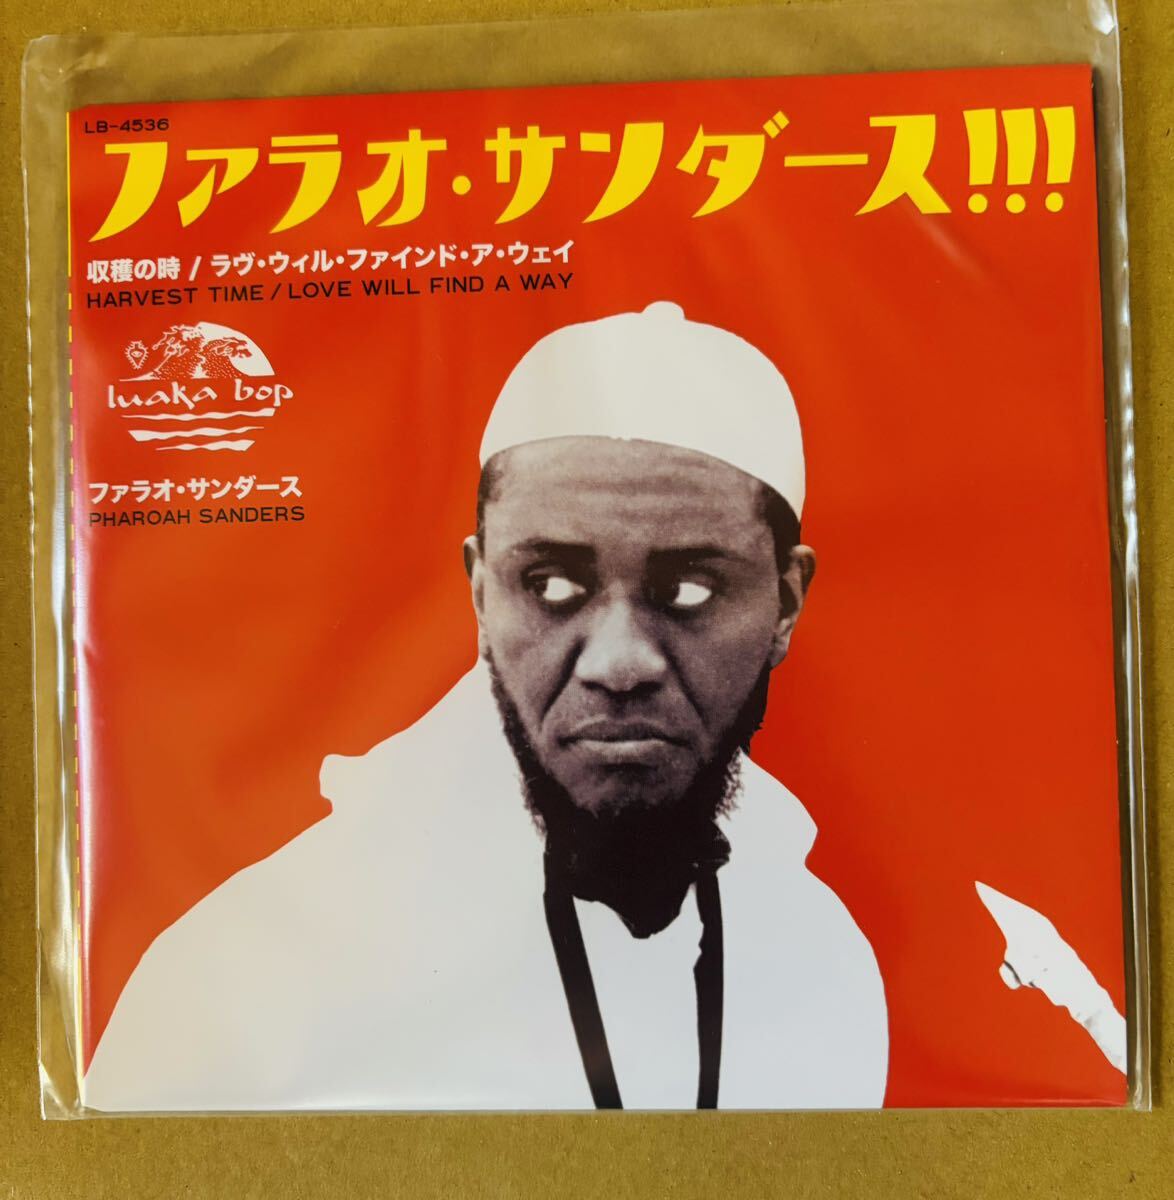 LB-4536
ファラオ・サンダース!!!
収穫の時 / ラヴ・ウィル・ファインド・ア・ウェイ
HARVEST TIME / LOVE WILL FIND A WAY
luaka bop
ファラオ・サンダース
PHAROAH SANDERS